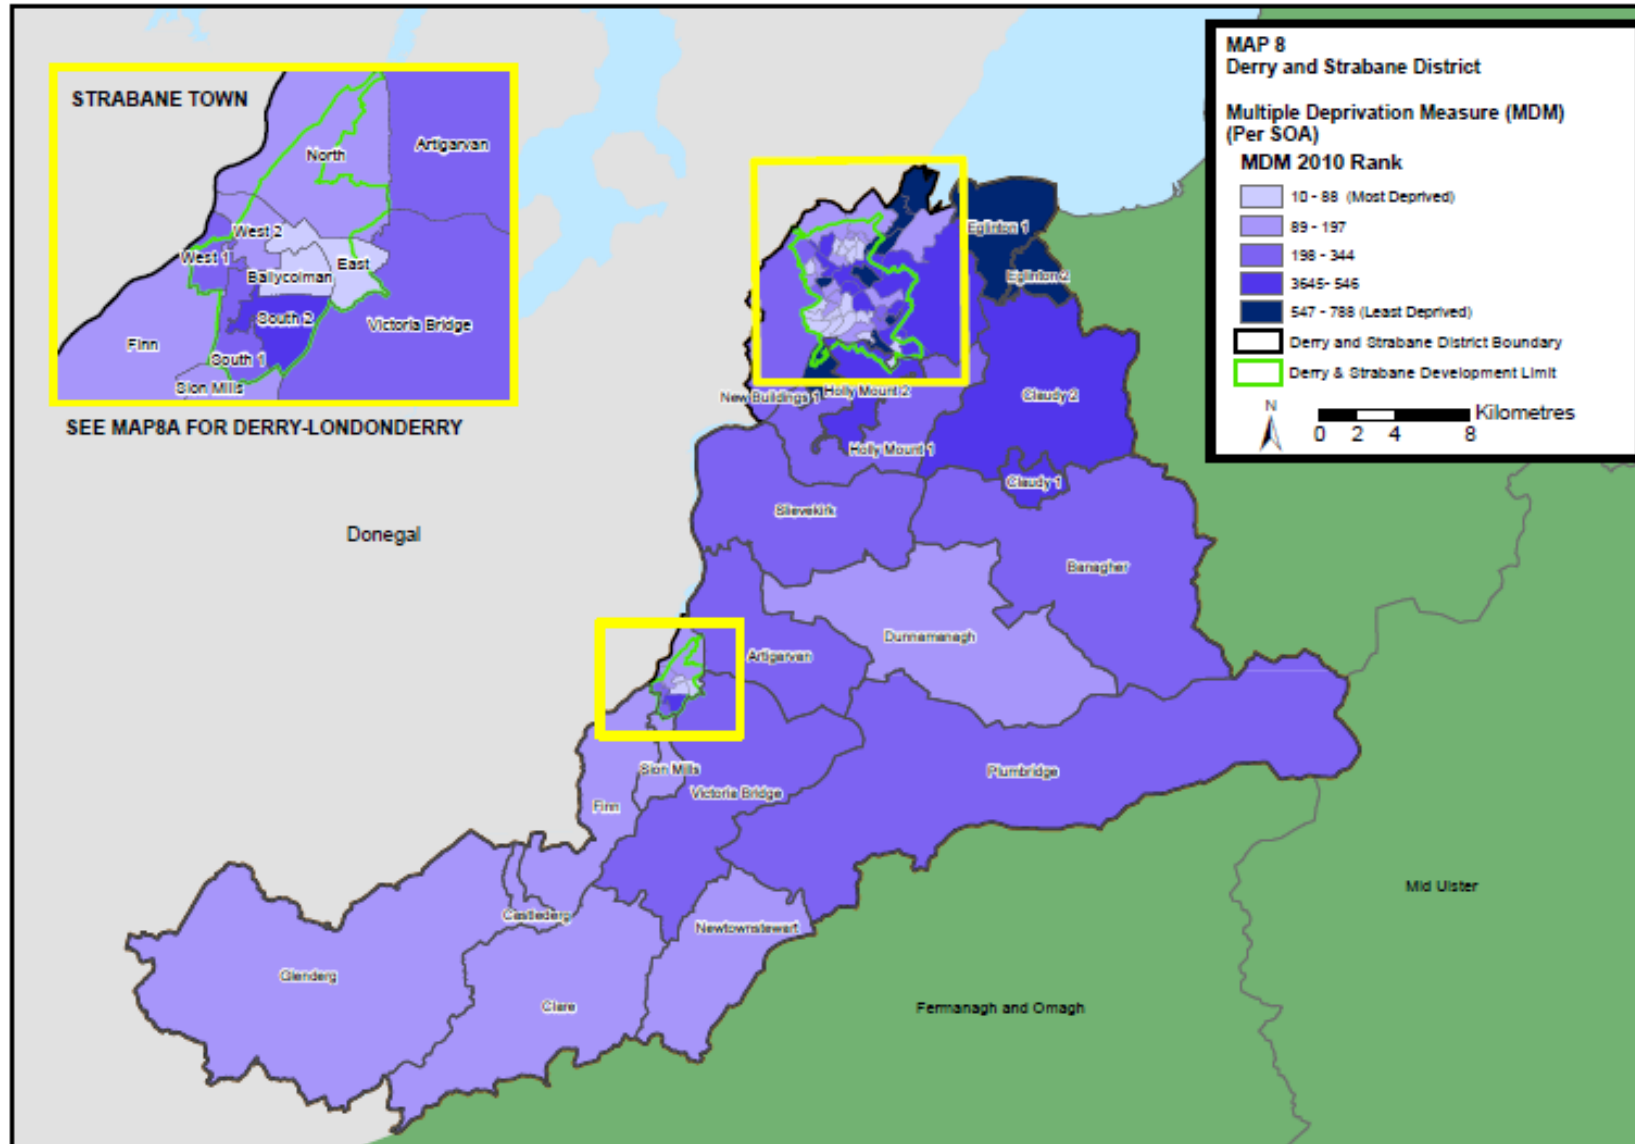 MAP 8
Derry and Strabane District
Multiple Deprivation Measure (MDM)
(Per SOA)
MDM 2010 Rank
10 - 88 (Most Deprived)
89 - 197
198 - 344
3645- 546
547 - 788 (Least Deprived)
Derry and Strabane District Boundary
Derry & Strabane Development Limit
N
Kilometres
0 2 4 8
STRABANE TOWN
North
Artigarvan
West 2
West 1
East
Ballycolman
South 2
Victoria Bridge
Finn
South 1
Sion Mills
SEE MAP8A FOR DERRY-LONDONDERRY
Eglinton 1
Eglinton 2
New Buildings 1
Holly Mount 2
Claudy 2
Holly Mount 1
Claudy 1
Slievekirk
Donegal
Banagher
Dunnamanagh
Artigarvan
Sion Mills
Plumbridge
Victoria Bridge
Finn
Mid Ulster
Castlederg
Newtownstewart
Glenderg
Clare
Fermanagh and Omagh